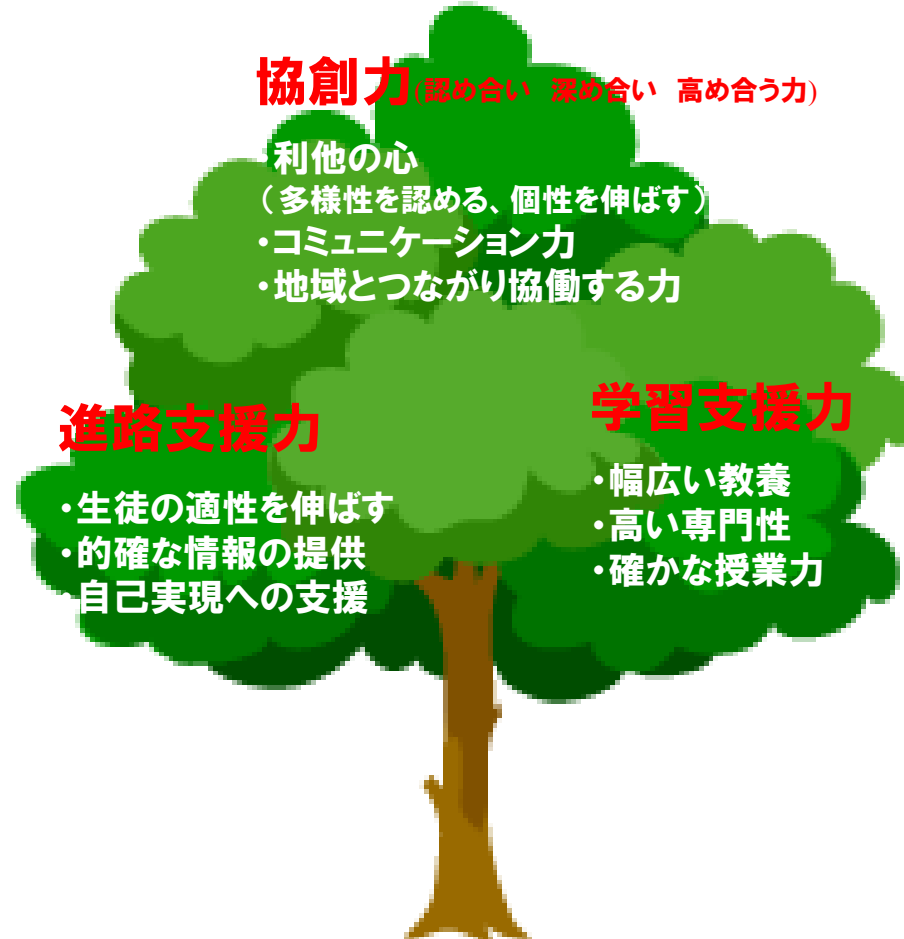 協創力(認め合い 深め合い 高め合う力)
・利他の心
(多様性を認める、個性を伸ばす)
・コミュニケーション力
・地域とつながり協働する力
進路支援力
・生徒の適性を伸ばす
・的確な情報の提供
・自己実現への支援
学習支援力
・幅広い教養
・高い専門性
・確かな授業力